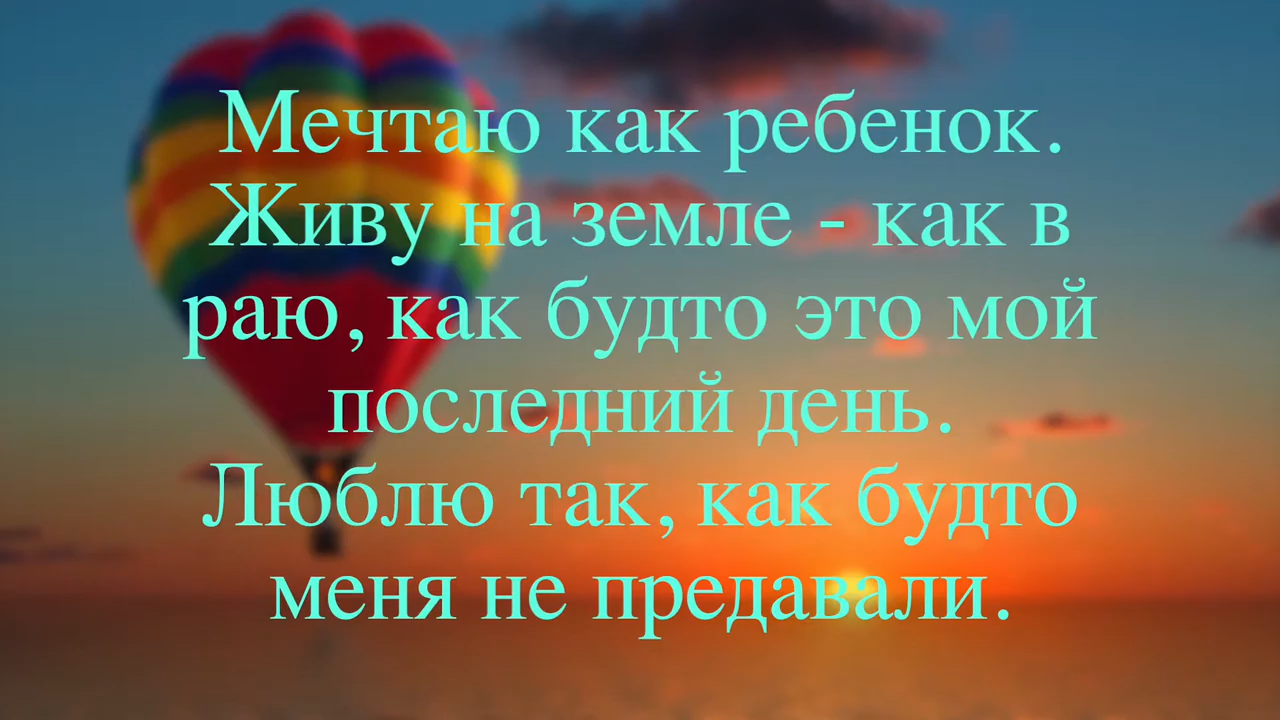 Мечтаю как ребенок.
Живу на земле - как в
раю, как будто это мой
последний день.
Люблю так, как будто
меня не предавали.